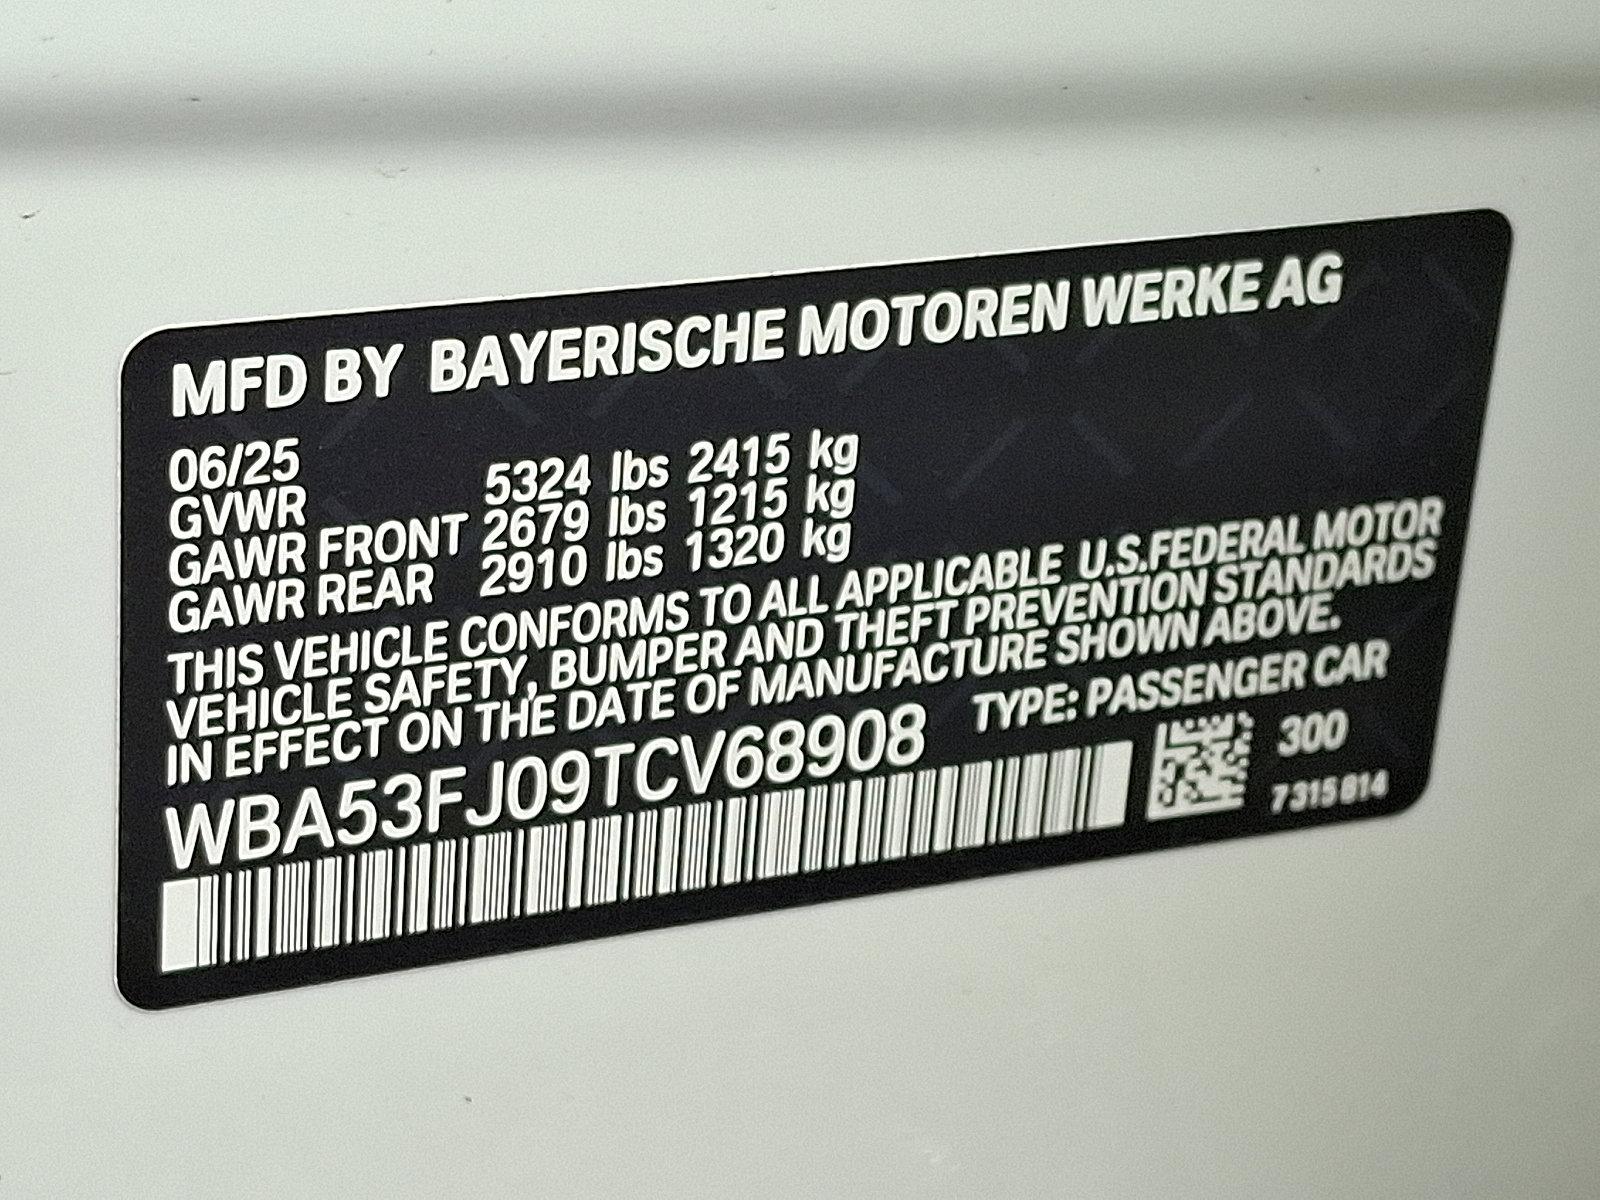 MFD BY BAYERISCHE MOTOREN WERKE AG
06/25
GVWR 5324 lbs 2415 kg
GAWR FRONT 2679 lbs 1215 kg
GAWR REAR 2910 lbs 1320 kg
THIS VEHICLE CONFORMS TO ALL APPLICABLE U.S.FEDERAL MOTOR
VEHICLE SAFETY, BUMPER AND THEFT PREVENTION STANDARDS
IN EFFECT ON THE DATE OF MANUFACTURE SHOWN ABOVE.
WBA53FJ09TCV68908 TYPE: PASSENGER CAR
300
7 315 814